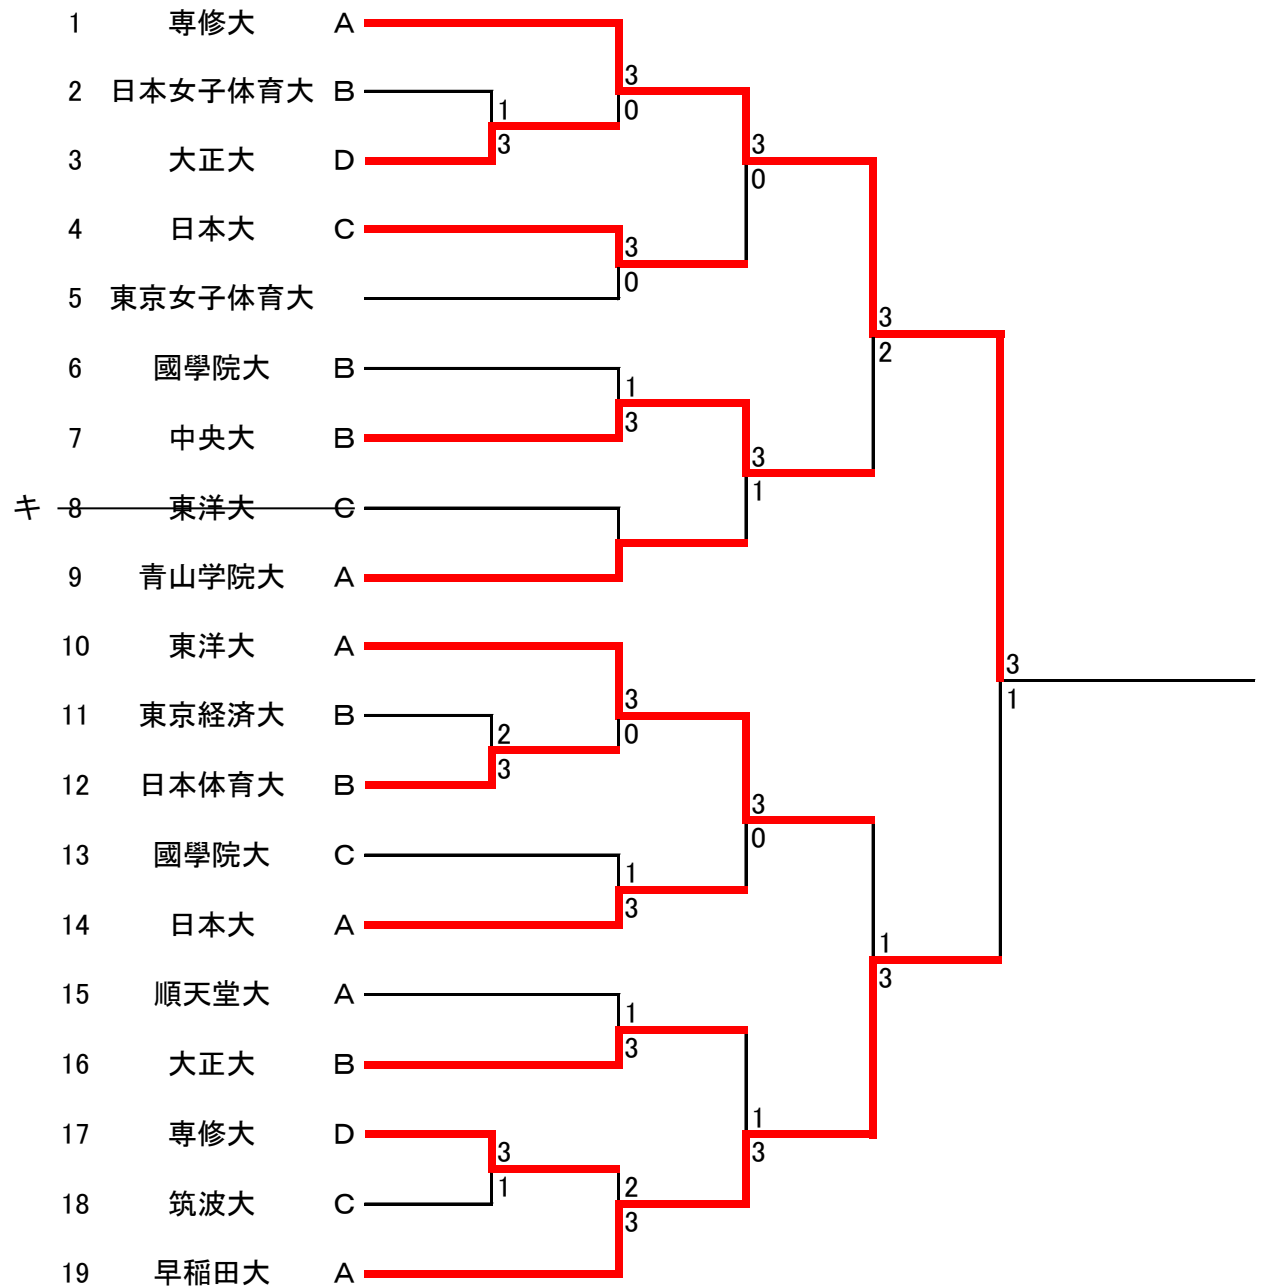 1 専修大 A
2 日本女子体育大 B
3 大正大 D
4 日本大 C
5 東京女子体育大
6 國學院大 B
7 中央大 B
キ 8 東洋大 C
9 青山学院大 A
10 東洋大 A
11 東京経済大 B
12 日本体育大 B
13 國學院大 C
14 日本大 A
15 順天堂大 A
16 大正大 B
17 専修大 D
18 筑波大 C
19 早稲田大 A
1
3
2
3
3
1
3
0
3
0
1
3
3
0
1
3
1
3
2
3
3
0
3
1
3
0
1
3
3
2
1
3
3
1